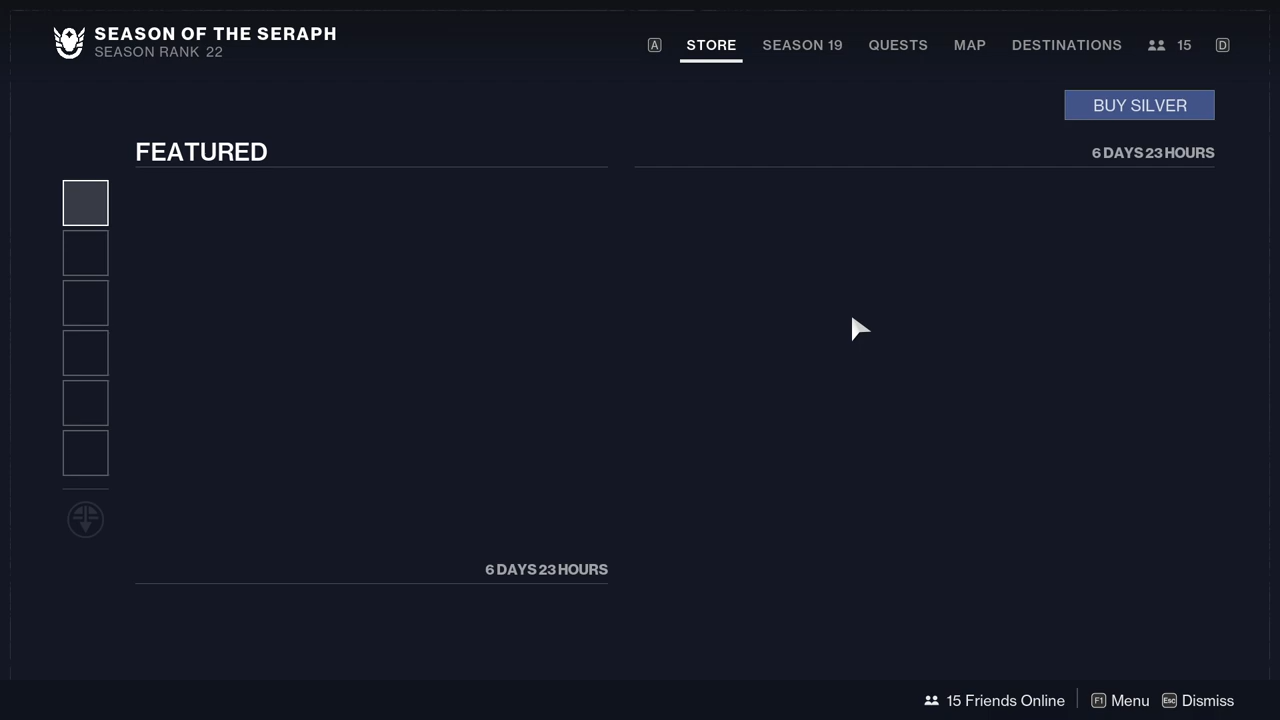 SEASON OF THE SERAPH
SEASON RANK 22
A STORE SEASON 19 QUESTS MAP DESTINATIONS 15 D
BUY SILVER
FEATURED
6 DAYS 23 HOURS
6 DAYS 23 HOURS
15 Friends Online F1 Menu Esc Dismiss